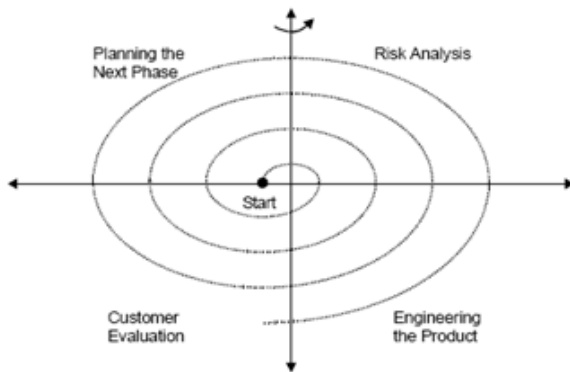 Planning the
Next Phase
Risk Analysis
Start
Customer
Evaluation
Engineering
the Product